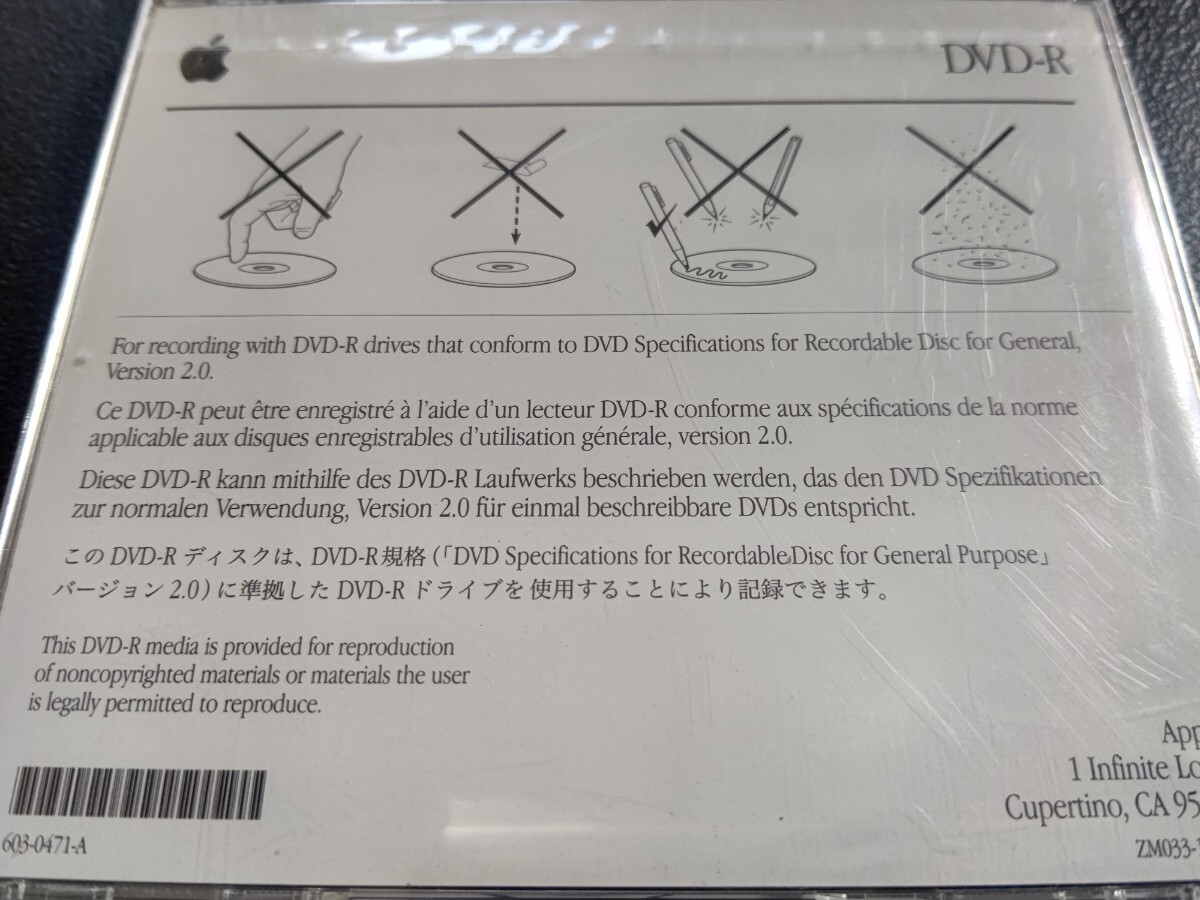 DVD-R
For recording with DVD-R drives that conform to DVD Specifications for Recordable Disc for General,
Version 2.0.
Ce DVD-R peut être enregistré à l'aide d'un lecteur DVD-R conforme aux spécifications de la norme
applicable aux disques enregistrables d'utilisation générale, version 2.0.
Diese DVD-R kann mithilfe des DVD-R Laufwerks beschrieben werden, das den DVD Spezifikationen
zur normalen Verwendung, Version 2.0 für einmal beschreibbare DVDs entspricht.
このDVD-Rディスクは、DVD-R規格(「DVD Specifications for Recordable Disc for General Purpose」
バージョン2.0)に準拠したDVD-Rドライブを使用することにより記録できます。
This DVD-R media is provided for reproduction
of noncopyrighted materials or materials the user
is legally permitted to reproduce.
603-0471-A
1 Infinite
Cupertino, CA